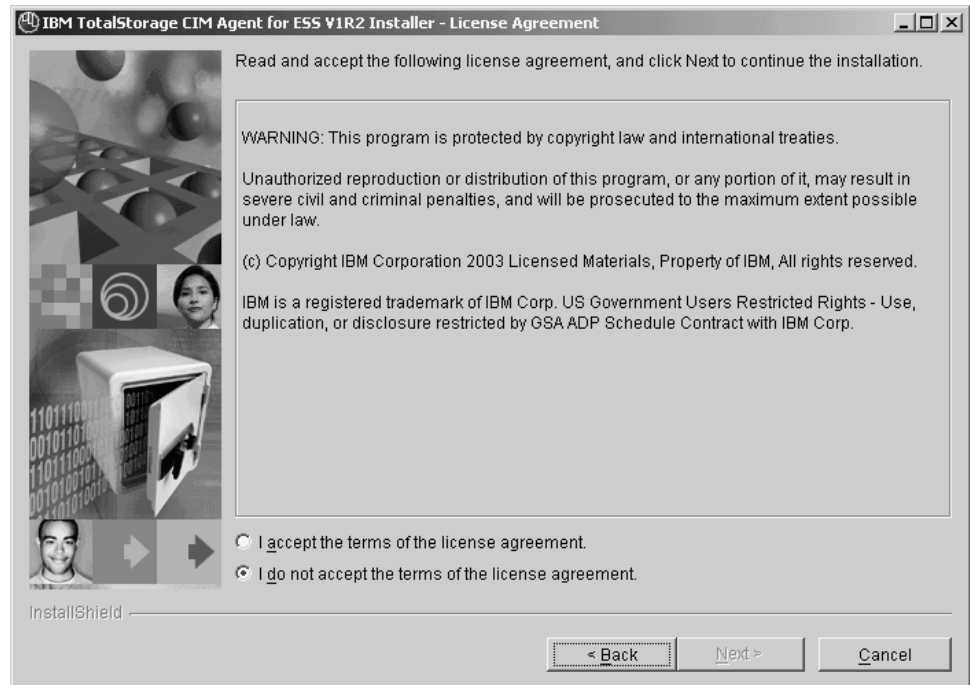 IBM TotalStorage CIM Agent for ESS V1R2 Installer - License Agreement
Read and accept the following license agreement, and click Next to continue the installation.
WARNING: This program is protected by copyright law and international treaties.
Unauthorized reproduction or distribution of this program, or any portion of it, may result in
severe civil and criminal penalties, and will be prosecuted to the maximum extent possible
under law.
(c) Copyright IBM Corporation 2003 Licensed Materials, Property of IBM, All rights reserved.
IBM is a registered trademark of IBM Corp. US Government Users Restricted Rights - Use,
duplication, or disclosure restricted by GSA ADP Schedule Contract with IBM Corp.
I accept the terms of the license agreement.
I do not accept the terms of the license agreement.
InstallShield
< Back
Next >
Cancel